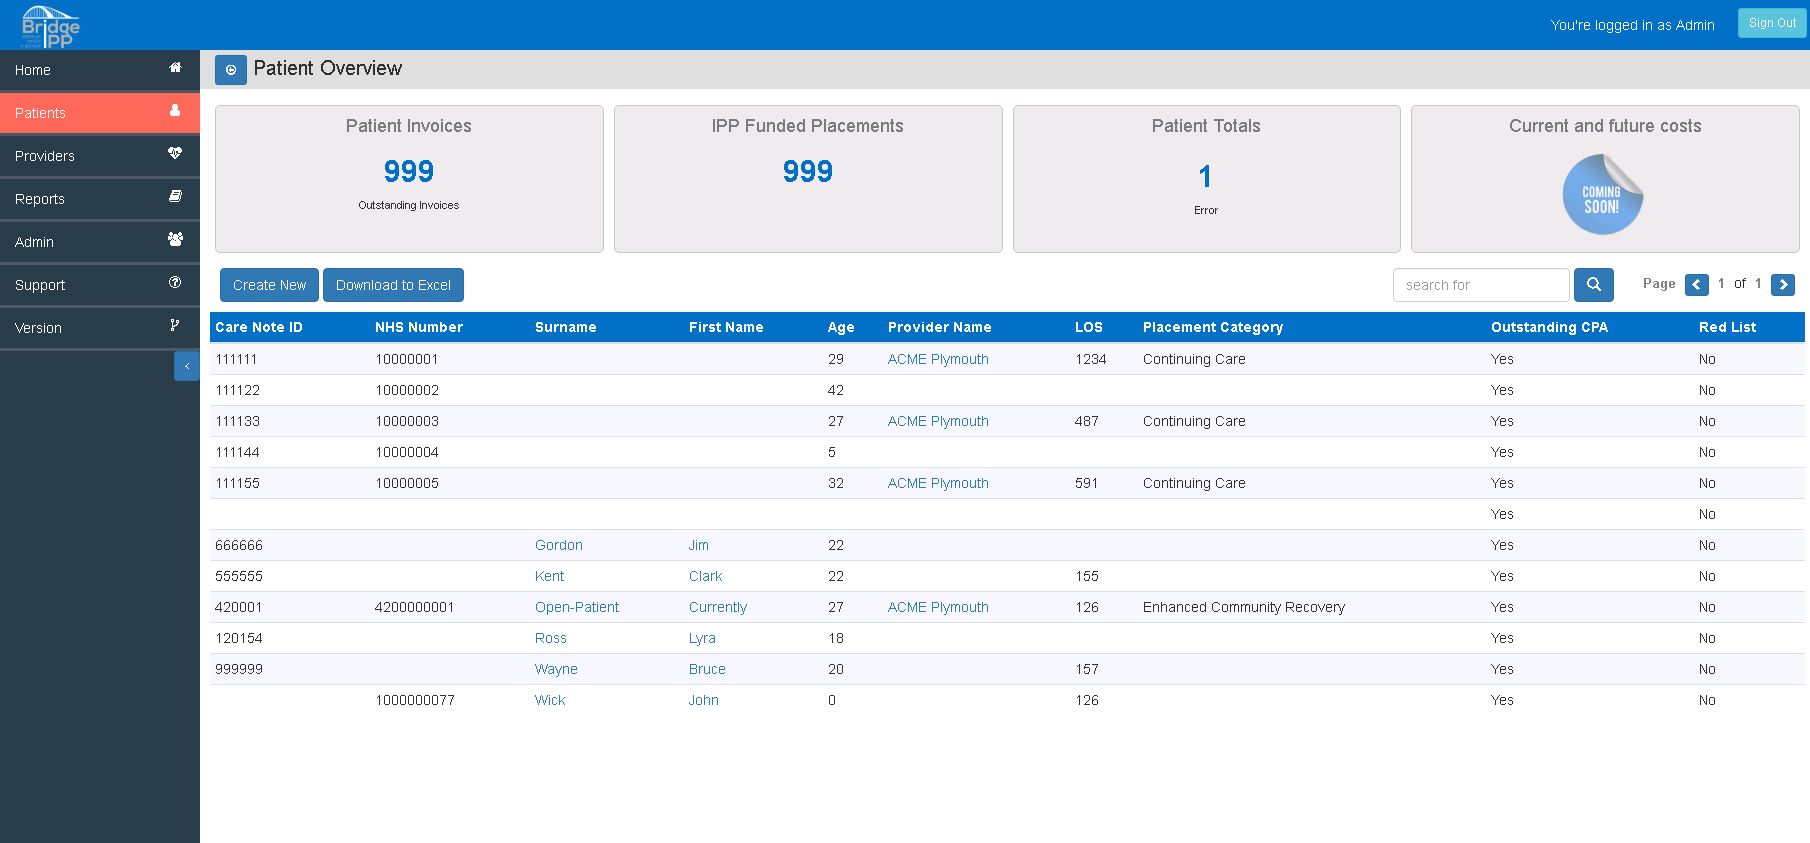 Bridge IPP
You're logged in as Admin
Sign Out
Home
Patients
Providers
Reports
Admin
Support
Version
Patient Overview
Patient Invoices
999
Outstanding Invoices
IPP Funded Placements
999
Patient Totals
1
Error
Current and future costs
COMING
SOON!
Create New Download to Excel search for Page 1 of 1
Care Note ID NHS Number Surname First Name Age Provider Name LOS Placement Category Outstanding CPA Red List
111111 10000001 29 ACME Plymouth 1234 Continuing Care Yes No
111122 10000002 42 Yes No
111133 10000003 27 ACME Plymouth 487 Continuing Care Yes No
111144 10000004 5 Yes No
111155 10000005 32 ACME Plymouth 591 Continuing Care Yes No
Yes No
666666 Gordon Jim 22 Yes No
555555 Kent Clark 22 155 Yes No
420001 4200000001 Open-Patient Currently 27 ACME Plymouth 126 Enhanced Community Recovery Yes No
120154 Ross Lyra 18 Yes No
999999 Wayne Bruce 20 157 Yes No
1000000077 Wick John 0 126 Yes No